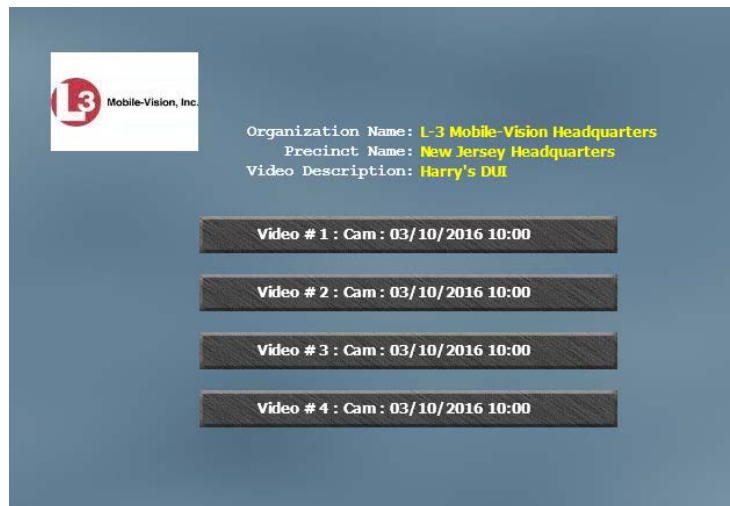 L3 Mobile-Vision, Inc.
Organization Name: L-3 Mobile-Vision Headquarters
Precinct Name: New Jersey Headquarters
Video Description: Harry's DUI
Video # 1 : Cam : 03/10/2016 10:00
Video # 2 : Cam : 03/10/2016 10:00
Video # 3 : Cam : 03/10/2016 10:00
Video # 4 : Cam : 03/10/2016 10:00